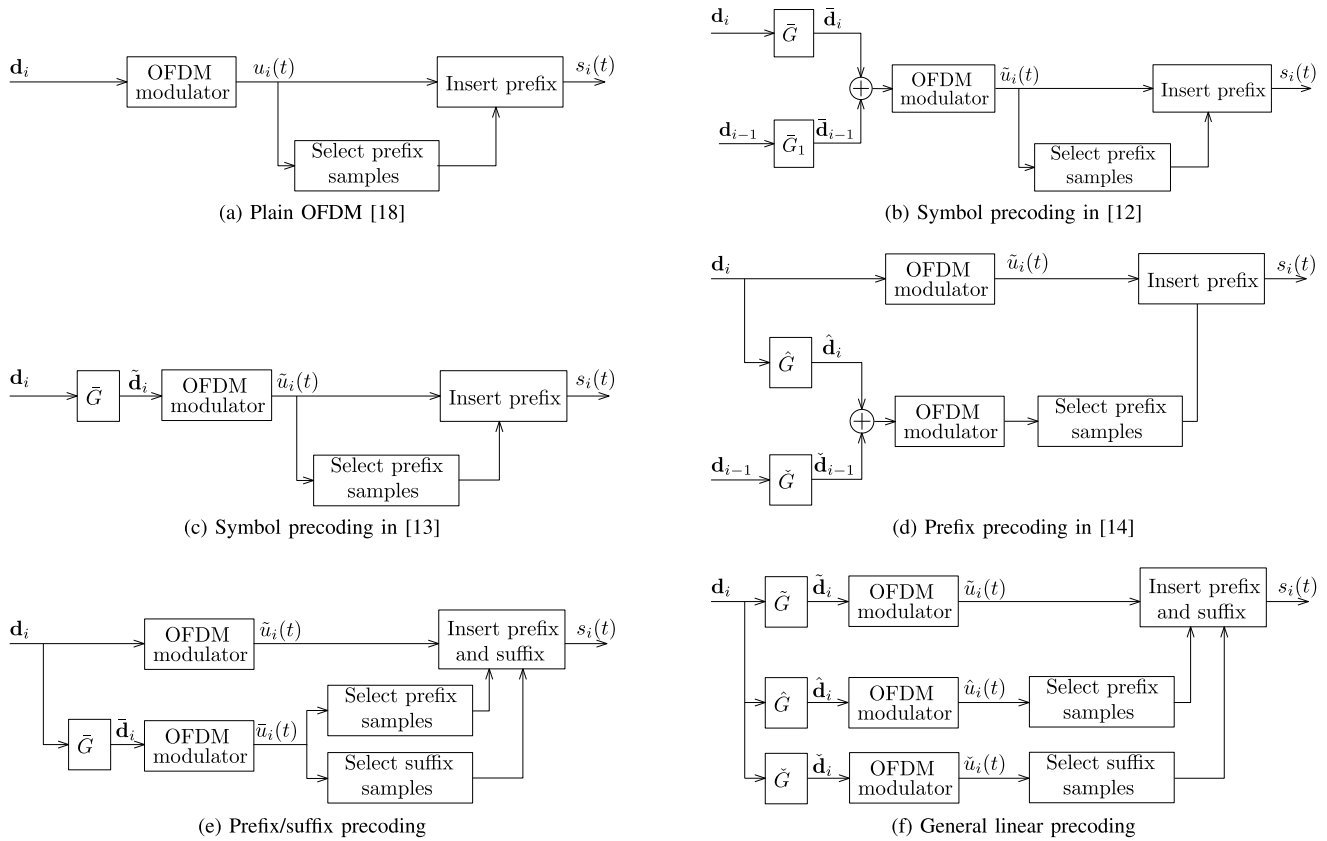 d_i
OFDM
modulator
u_i(t)
Insert prefix
s_i(t)
Select prefix
samples
(a) Plain OFDM [18]
d_i
Ḡ
d̄_i
d_{i−1}
Ḡ_1
d̄_{i−1}
+
OFDM
modulator
ũ_i(t)
Insert prefix
s_i(t)
Select prefix
samples
(b) Symbol precoding in [12]
d_i
Ḡ
d̃_i
OFDM
modulator
ũ_i(t)
Insert prefix
s_i(t)
Select prefix
samples
(c) Symbol precoding in [13]
d_i
OFDM
modulator
ũ_i(t)
Insert prefix
s_i(t)
Ĝ
d̂_i
+
OFDM
modulator
Select prefix
samples
d_{i−1}
Ǧ
ď_{i−1}
(d) Prefix precoding in [14]
d_i
OFDM
modulator
ũ_i(t)
Insert prefix
and suffix
s_i(t)
Ḡ
d̄_i
OFDM
modulator
ū_i(t)
Select prefix
samples
Select suffix
samples
(e) Prefix/suffix precoding
d_i
G̃
d̃_i
OFDM
modulator
ũ_i(t)
Insert prefix
and suffix
s_i(t)
Ĝ
d̂_i
OFDM
modulator
û_i(t)
Select prefix
samples
Ǧ
ď_i
OFDM
modulator
ǔ_i(t)
Select suffix
samples
(f) General linear precoding